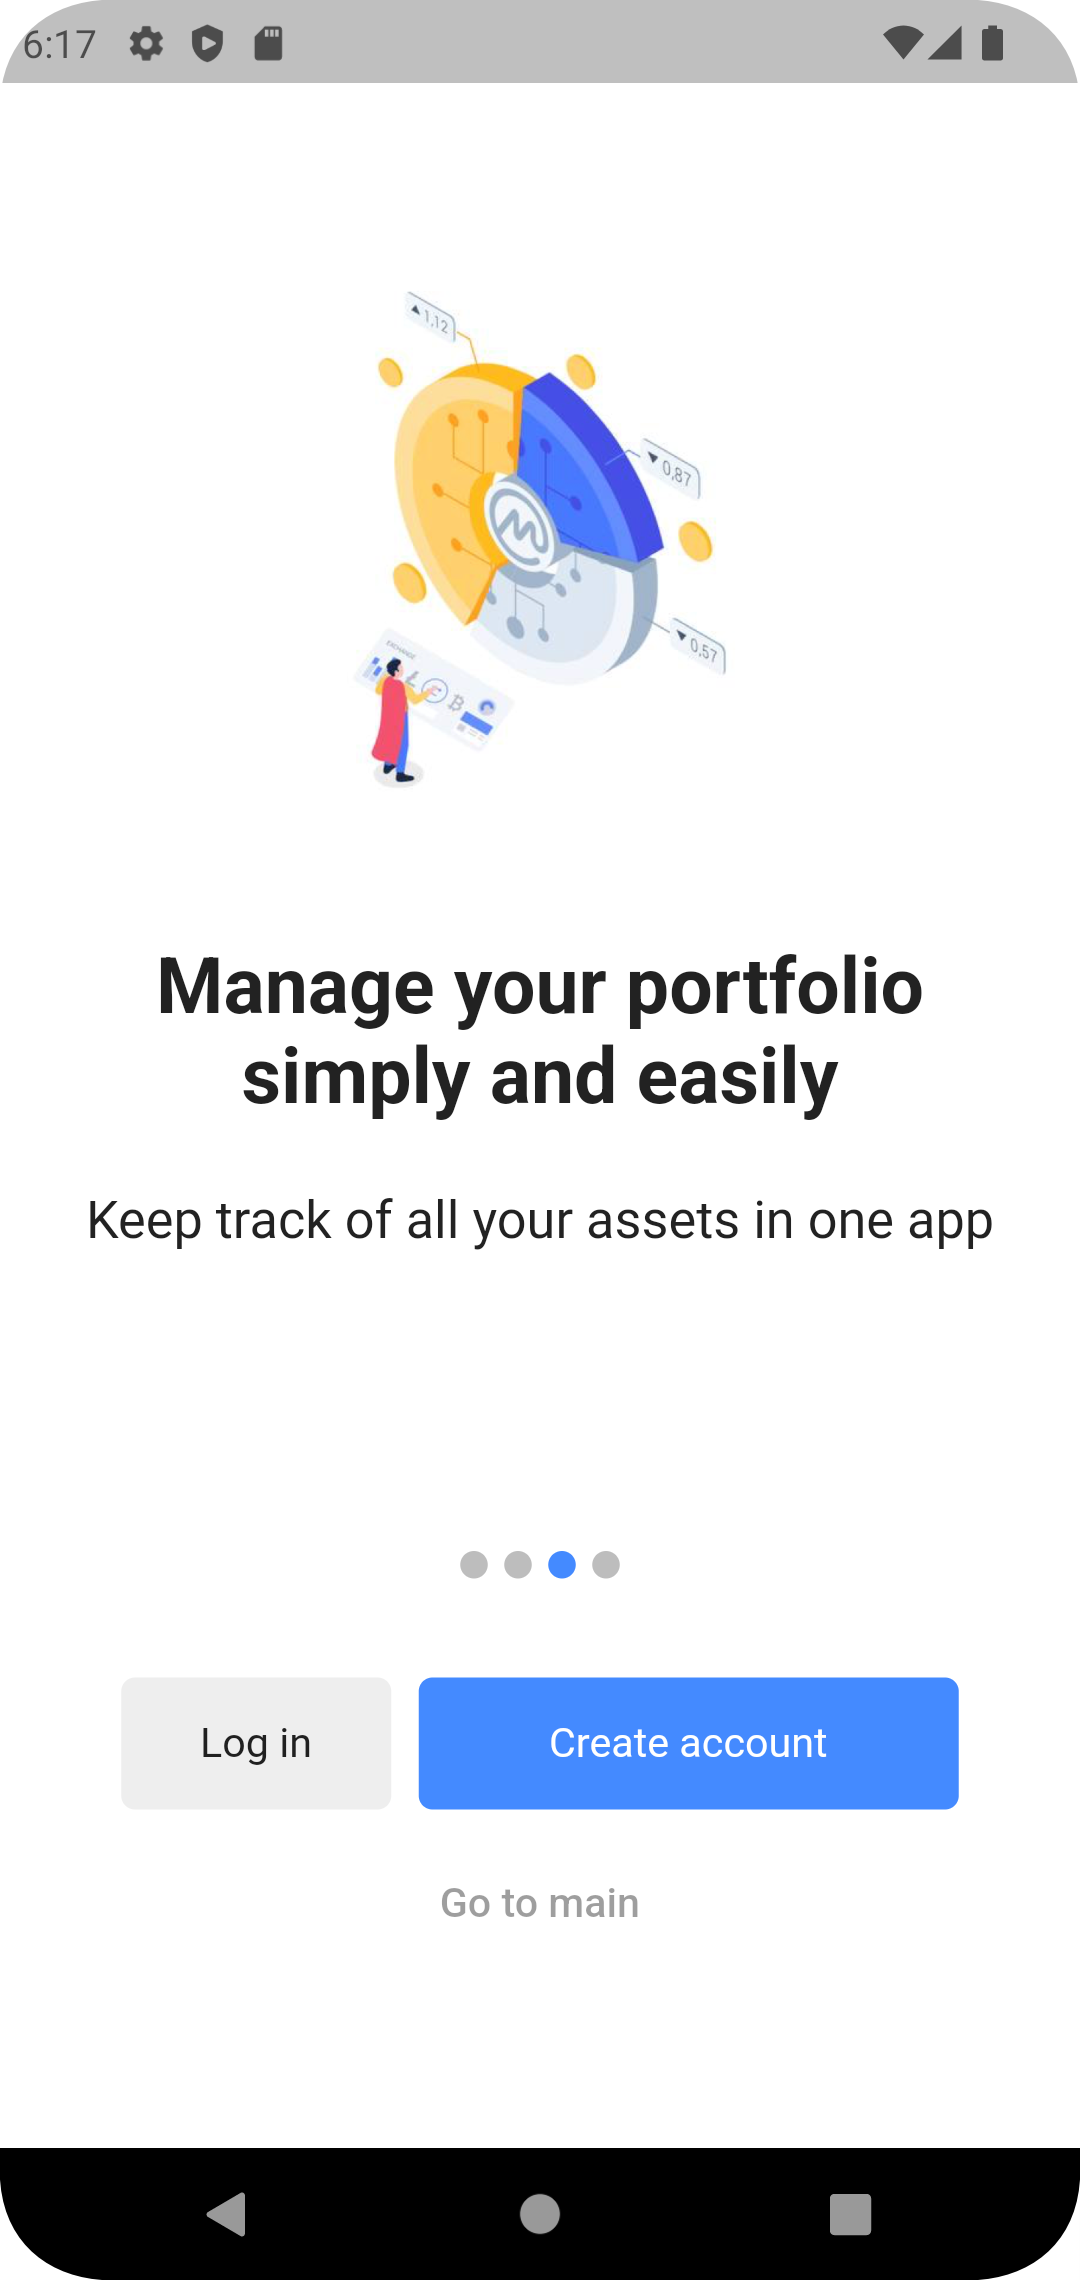 6:17
1,12
0,87
0,57
EXCHANGE
Manage your portfolio
simply and easily
Keep track of all your assets in one app
Log in
Create account
Go to main